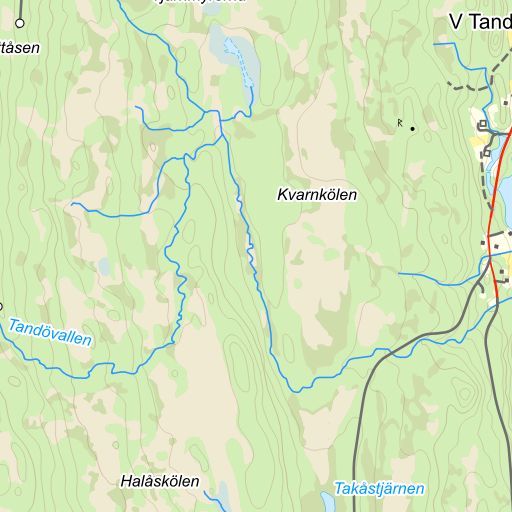 V Tand
Kvarnkölen
Tandövallen
Halåskölen
Takåstjärnen